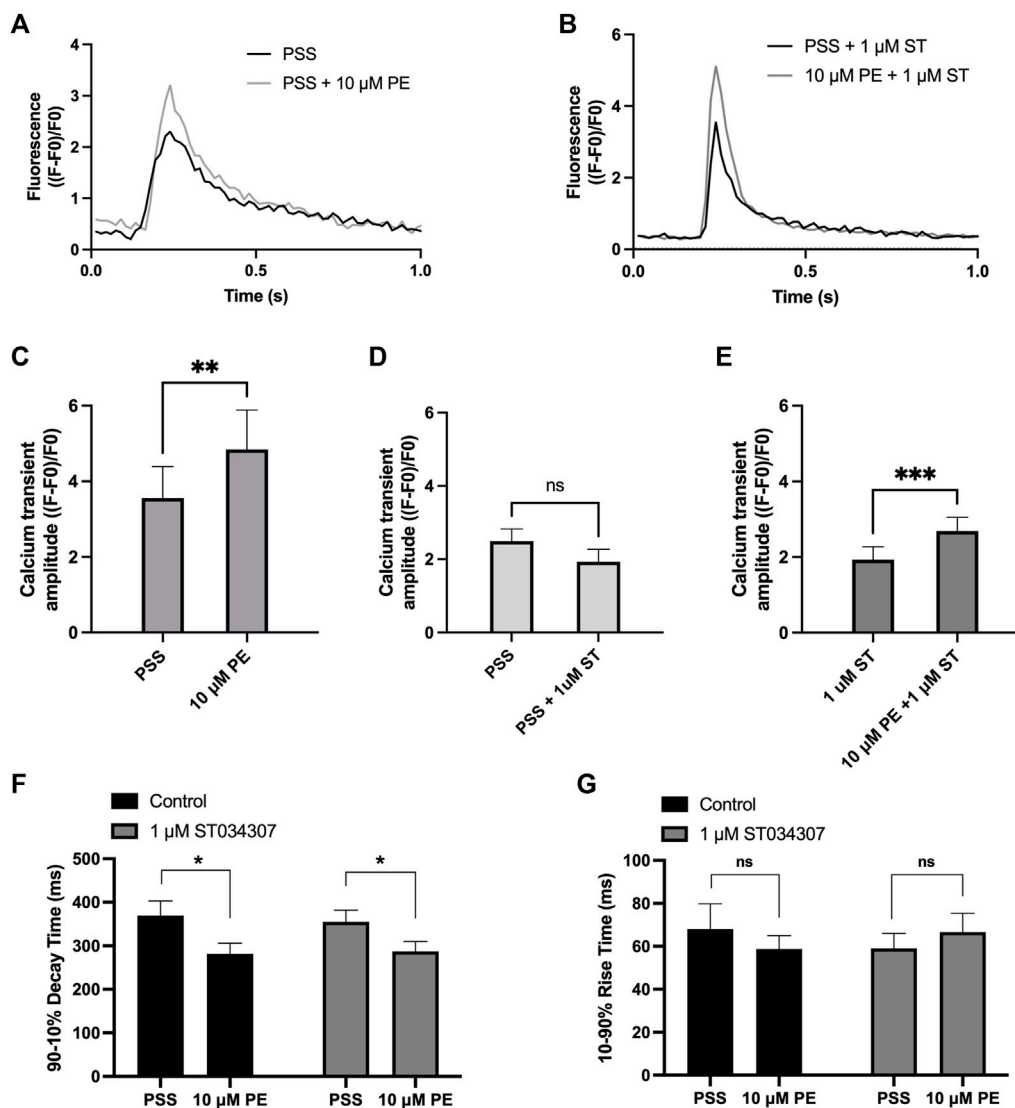 A
PSS
PSS + 10 µM PE
Fluorescence
((F-F0)/F0)
4
3
2
1
0
0.0
0.5
1.0
Time (s)
B
PSS + 1 µM ST
10 µM PE + 1 µM ST
Fluorescence
((F-F0)/F0)
6
4
2
0
0.0
0.5
1.0
Time (s)
C
**
Calcium transient
amplitude ((F-F0)/F0)
6
4
2
0
PSS
10 µM PE
D
ns
Calcium transient
amplitude ((F-F0)/F0)
6
4
2
0
PSS
PSS + 1uM ST
E
***
Calcium transient
amplitude ((F-F0)/F0)
6
4
2
0
1 uM ST
10 µM PE +1 µM ST
F
Control
1 µM ST034307
90-10% Decay Time (ms)
500
400
300
200
100
0
*
*
PSS
10 µM PE
PSS
10 µM PE
G
Control
1 µM ST034307
10-90% Rise Time (ms)
100
80
60
40
20
0
ns
ns
PSS
10 µM PE
PSS
10 µM PE